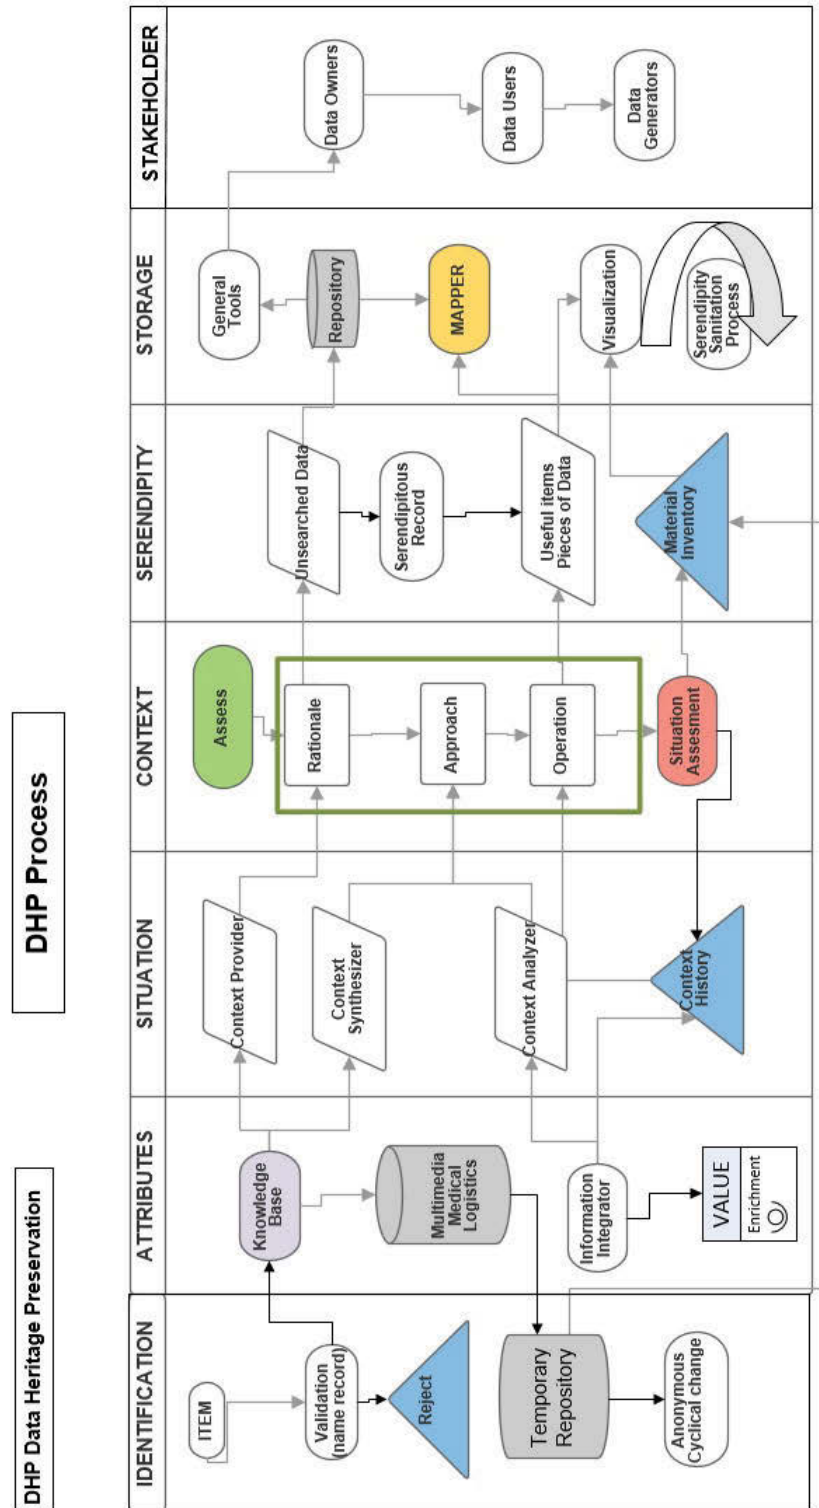 DHP Process
DHP Data Heritage Preservation
IDENTIFICATION
ITEM
Validation
(name record)
Reject
Temporary
Repository
Anonymous
Cyclical change
ATTRIBUTES
Knowledge
Base
Multimedia
Medical
Logistics
Information
Integrator
VALUE
Enrichment
SITUATION
Context Provider
Context
Synthesizer
Context Analyzer
Context
History
CONTEXT
Assess
Rationale
Approach
Operation
Situation
Assesment
SERENDIPITY
Unsearched Data
Serendipitous
Record
Useful items
Pieces of Data
Material
Inventory
STORAGE
General
Tools
Repository
MAPPER
Visualization
Serendipity
Sanitation
Process
STAKEHOLDER
Data Owners
Data Users
Data
Generators